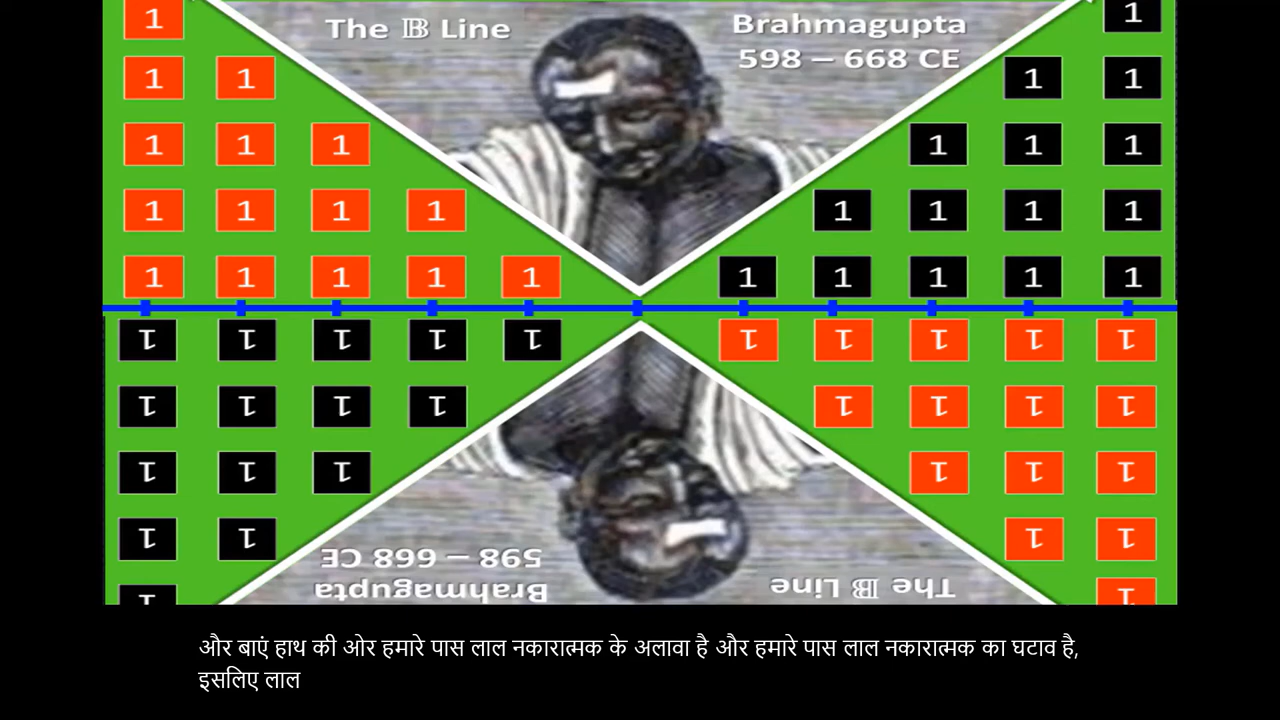 The 𝔹 Line
Brahmagupta
598 – 668 CE
1 1
1 1 1 1
1 1 1 1 1 1
1 1 1 1 1 1 1 1
1 1 1 1 1 1 1 1 1 1
1 1 1 1 1 1 1 1 1 1
1 1 1 1 1 1 1 1
1 1 1 1 1 1
1 1 1 1
1 1
598 – 668 CE
Brahmagupta
The 𝔹 Line
और बाएं हाथ की ओर हमारे पास लाल नकारात्मक के अलावा है और हमारे पास लाल नकारात्मक का घटाव है,
इसलिए लाल